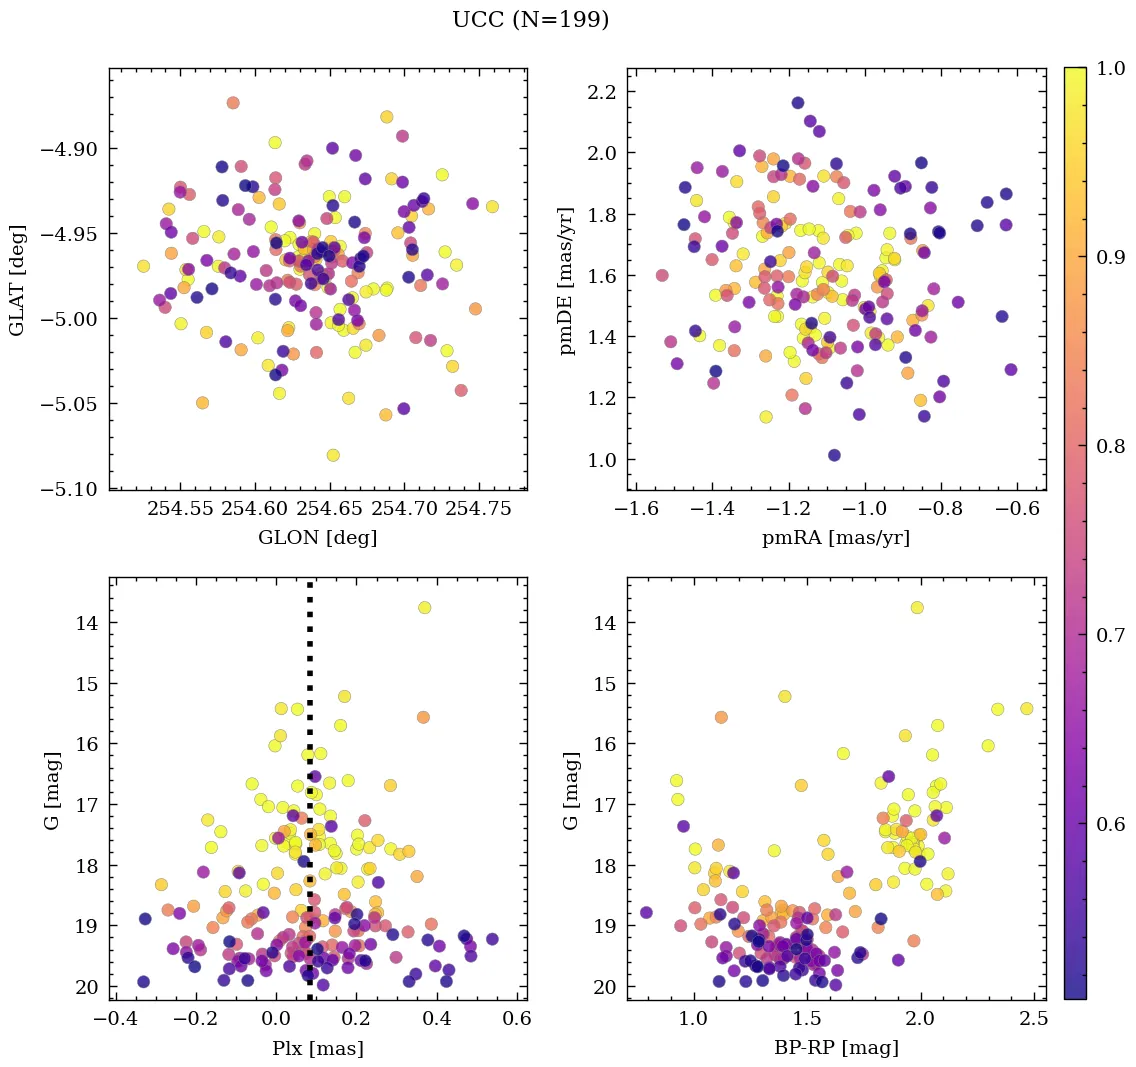 UCC (N=199)
−4.90
−4.95
−5.00
−5.05
−5.10
GLAT [deg]
254.55 254.60 254.65 254.70 254.75
GLON [deg]
2.2
2.0
1.8
1.6
1.4
1.2
1.0
pmDE [mas/yr]
−1.6 −1.4 −1.2 −1.0 −0.8 −0.6
pmRA [mas/yr]
14
15
16
17
18
19
20
G [mag]
−0.4 −0.2 0.0 0.2 0.4 0.6
Plx [mas]
14
15
16
17
18
19
20
G [mag]
1.0 1.5 2.0 2.5
BP-RP [mag]
1.0
0.9
0.8
0.7
0.6